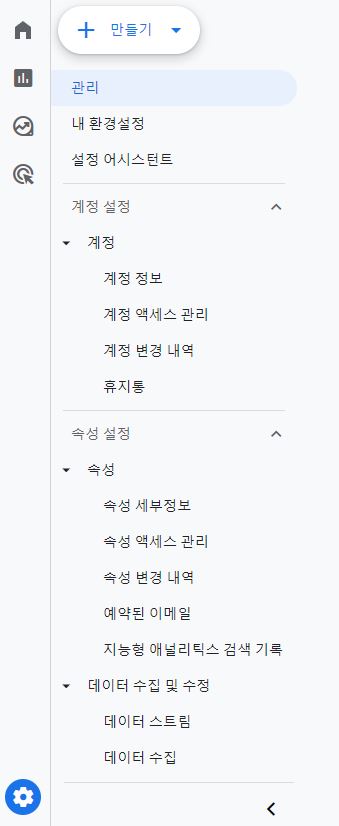 만들기
관리
내 환경설정
설정 어시스턴트
계정 설정
계정
계정 정보
계정 액세스 관리
계정 변경 내역
휴지통
속성 설정
속성
속성 세부정보
속성 액세스 관리
속성 변경 내역
예약된 이메일
지능형 애널리틱스 검색 기록
데이터 수집 및 수정
데이터 스트림
데이터 수집